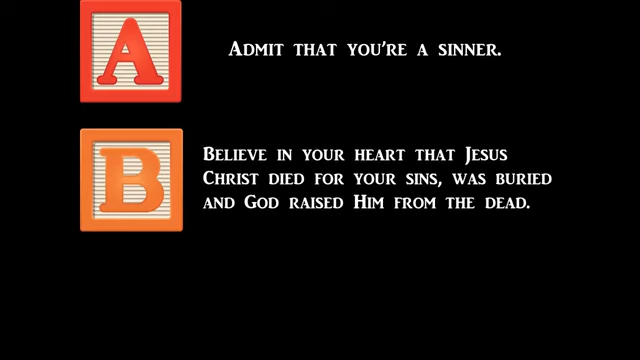 A
Admit that you're a sinner.
B
Believe in your heart that Jesus
Christ died for your sins, was buried
and God raised Him from the dead.